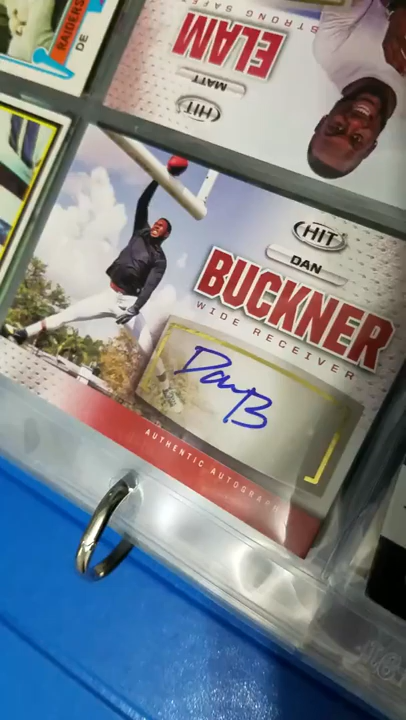 RAIDERS
DE
STRONG SAFE
ELAM
MATT
HIT
HIT
DAN
BUCKNER
WIDE RECEIVER
Dan B
AUTHENTIC AUTOGRAPH